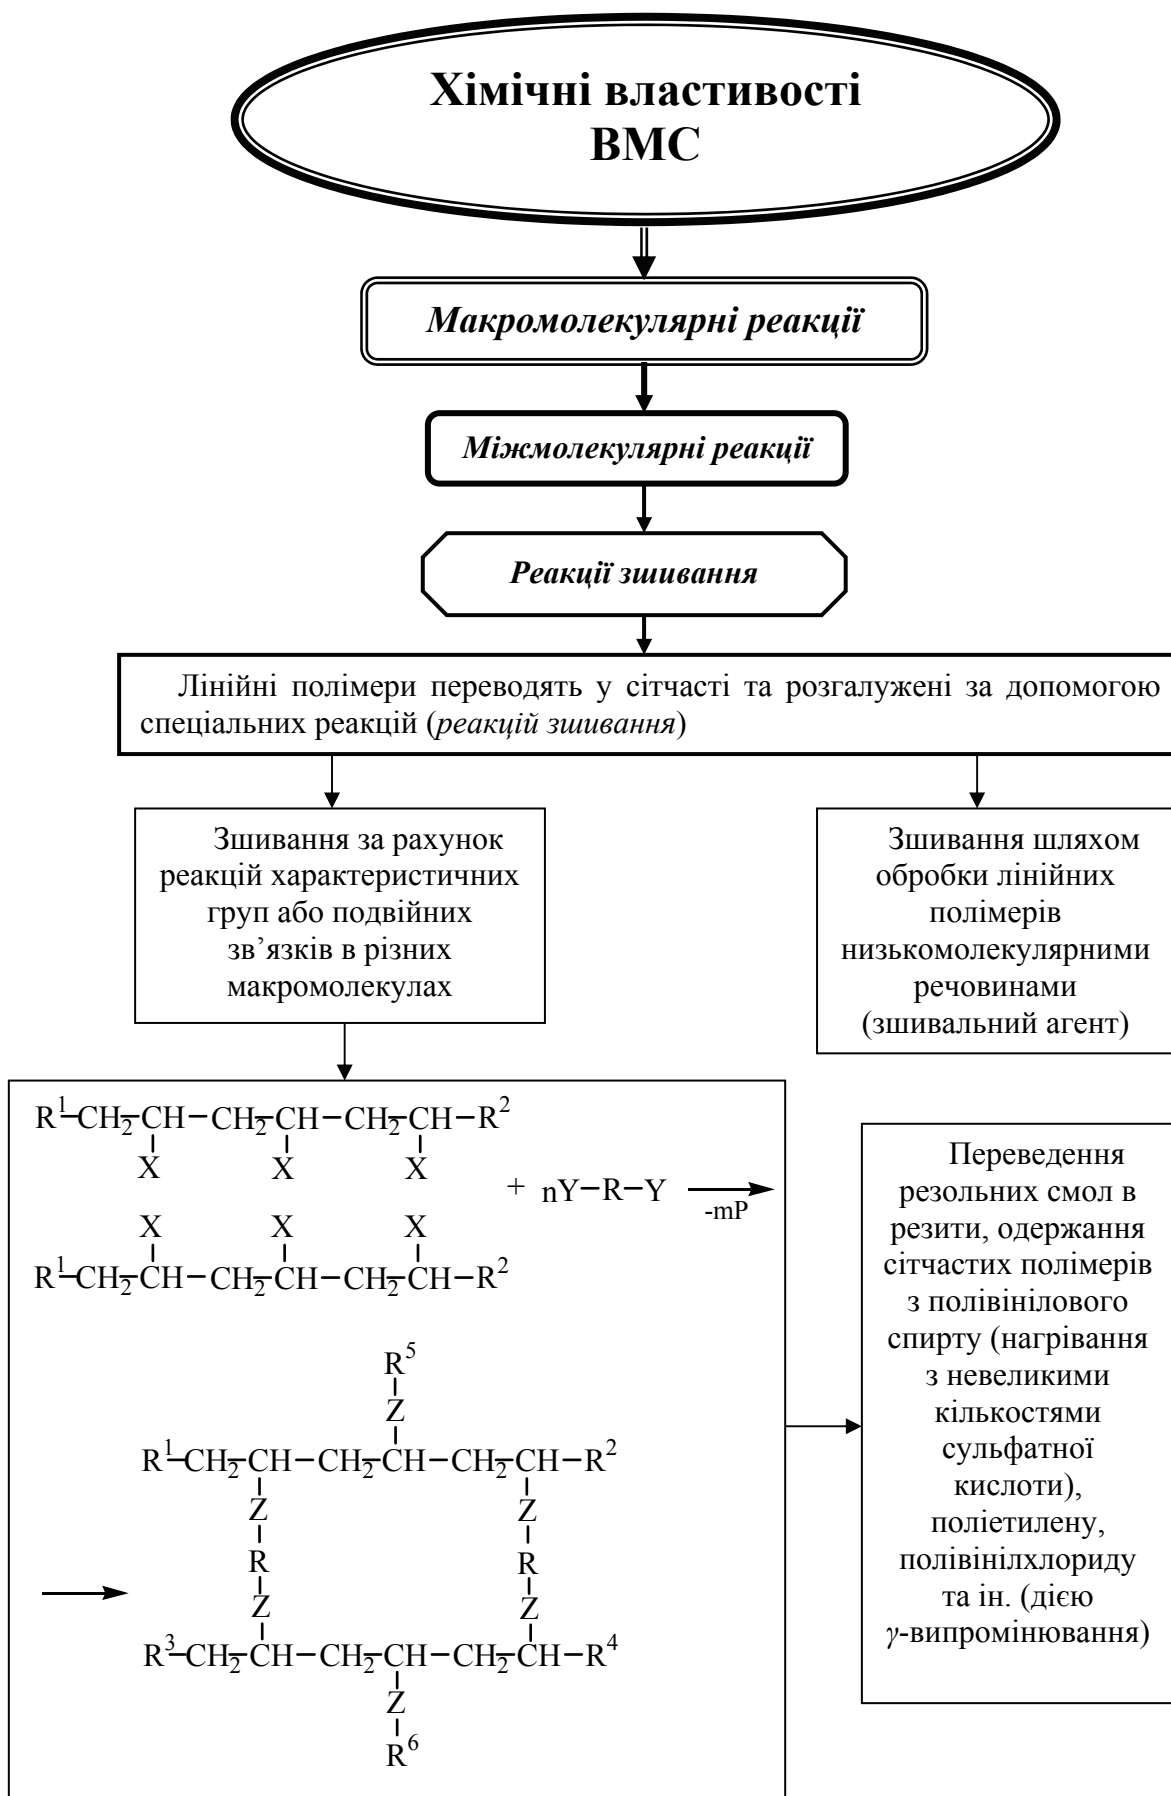 Хімічні властивості
ВМС
Макромолекулярні реакції
Міжмолекулярні реакції
Реакції зшивання
Лінійні полімери переводять у сітчасті та розгалужені за допомогою
спеціальних реакцій (реакцій зшивання)
Зшивання за рахунок
реакцій характеристичних
груп або подвійних
зв’язків в різних
макромолекулах
Зшивання шляхом
обробки лінійних
полімерів
низькомолекулярними
речовинами
(зшивальний агент)
R¹–CH₂–CH–CH₂–CH–CH₂–CH–R²
X X X
+ nY–R–Y
-mP
X X X
R¹–CH₂–CH–CH₂–CH–CH₂–CH–R²
R⁵
Z
R¹–CH₂–CH–CH₂–CH–CH₂–CH–R²
Z Z
R R
Z Z
R³–CH₂–CH–CH₂–CH–CH₂–CH–R⁴
Z
R⁶
Переведення
резольних смол в
резити, одержання
сітчастих полімерів
з полівінілового
спирту (нагрівання
з невеликими
кількостями
сульфатної
кислоти),
поліетилену,
полівінілхлориду
та ін. (дією
γ-випромінювання)